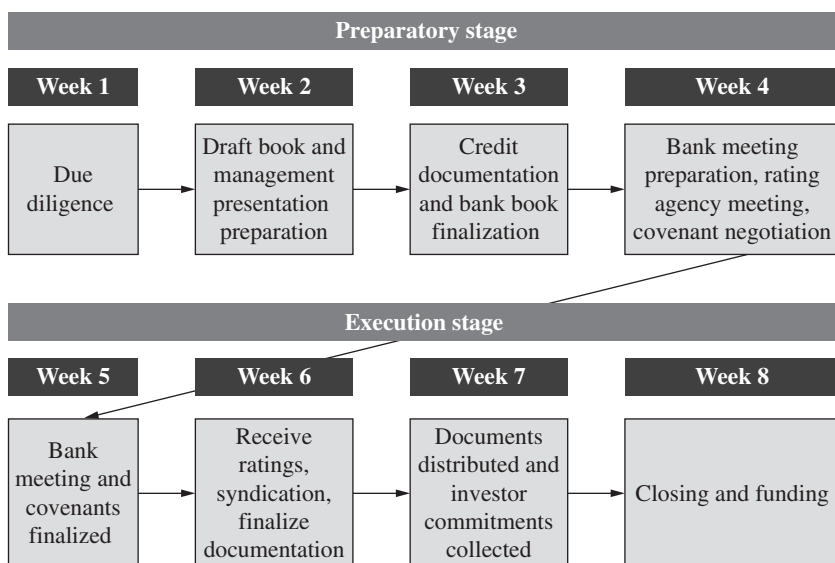 Preparatory stage
Week 1
Week 2
Week 3
Week 4
Due
diligence
Draft book and
management
presentation
preparation
Credit
documentation
and bank book
finalization
Bank meeting
preparation, rating
agency meeting,
covenant negotiation
Execution stage
Week 5
Week 6
Week 7
Week 8
Bank
meeting and
covenants
finalized
Receive
ratings,
syndication,
finalize
documentation
Documents
distributed and
investor
commitments
collected
Closing and funding